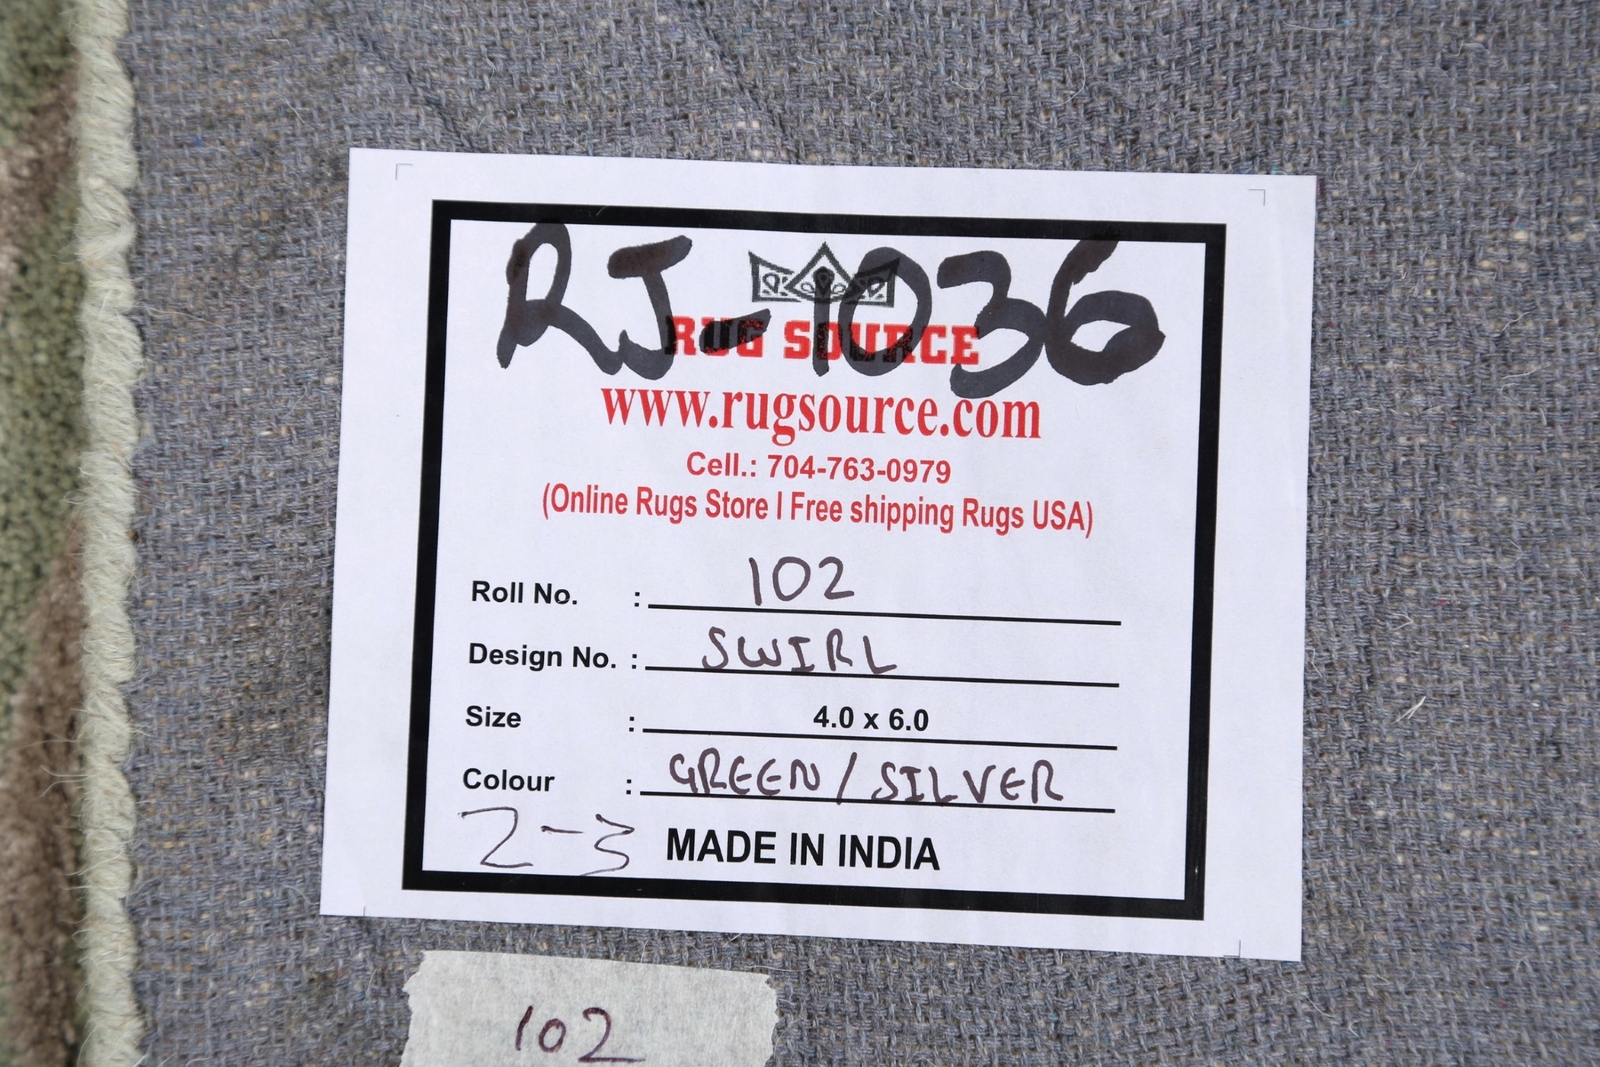 RJ-1036
RUG SOURCE
www.rugsource.com
Cell.: 704-763-0979
(Online Rugs Store I Free shipping Rugs USA)
Roll No. : 102
Design No. : SWIRL
Size : 4.0 x 6.0
Colour : GREEN/SILVER
2-3 MADE IN INDIA
102